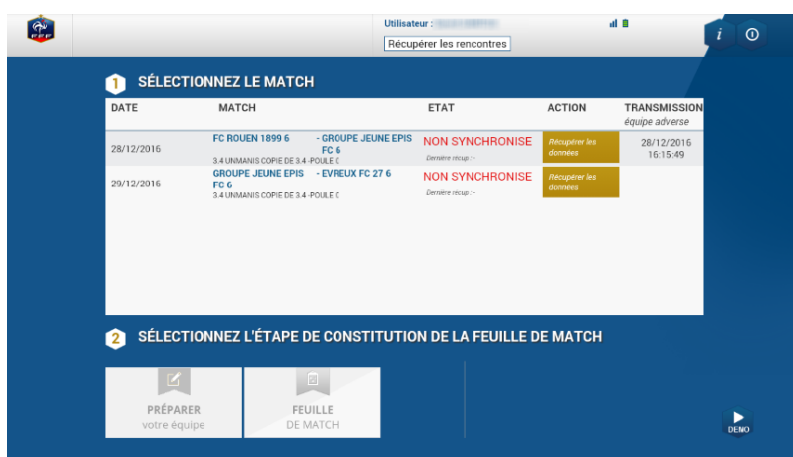 FFF
Utilisateur :
Récupérer les rencontres
i
1 SÉLECTIONNEZ LE MATCH
DATE MATCH ETAT ACTION TRANSMISSION
équipe adverse
28/12/2016 FC ROUEN 1899 6 - GROUPE JEUNE EPIS FC 6 NON SYNCHRONISE Récupérer les données 28/12/2016 16:15:49
3.4 UNMANIS COPIE DE 3.4 -POULE C Dernière récup :-
29/12/2016 GROUPE JEUNE EPIS FC 6 - EVREUX FC 27 6 NON SYNCHRONISE Récupérer les données
3.4 UNMANIS COPIE DE 3.4 -POULE C Dernière récup :-
2 SÉLECTIONNEZ L'ÉTAPE DE CONSTITUTION DE LA FEUILLE DE MATCH
PRÉPARER
votre équipe
FEUILLE
DE MATCH
DEMO